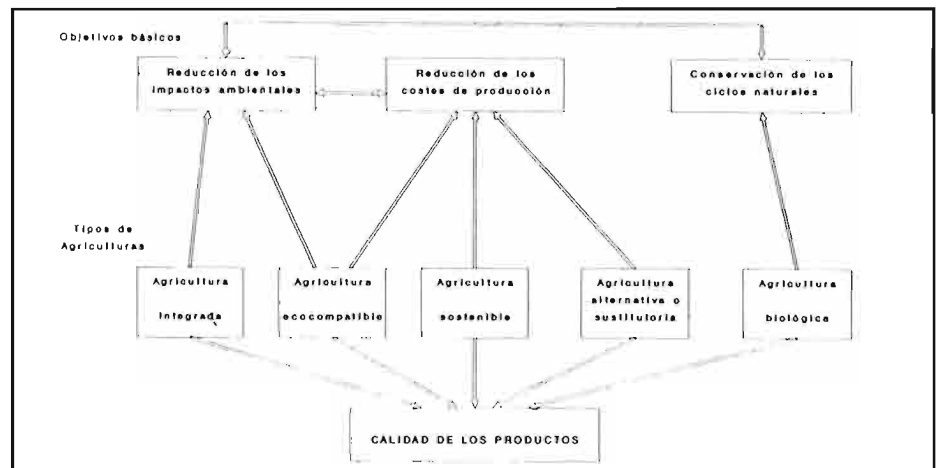 Objetivos básicos
Reducción de los
impactos ambientales
Reducción de los
costes de producción
Conservación de los
ciclos naturales
Tipos de
Agriculturas
Agricultura
Integrada
Agricultura
ecocompatible
Agricultura
sostenible
Agricultura
alternativa o
sustitutoria
Agricultura
biológica
CALIDAD DE LOS PRODUCTOS